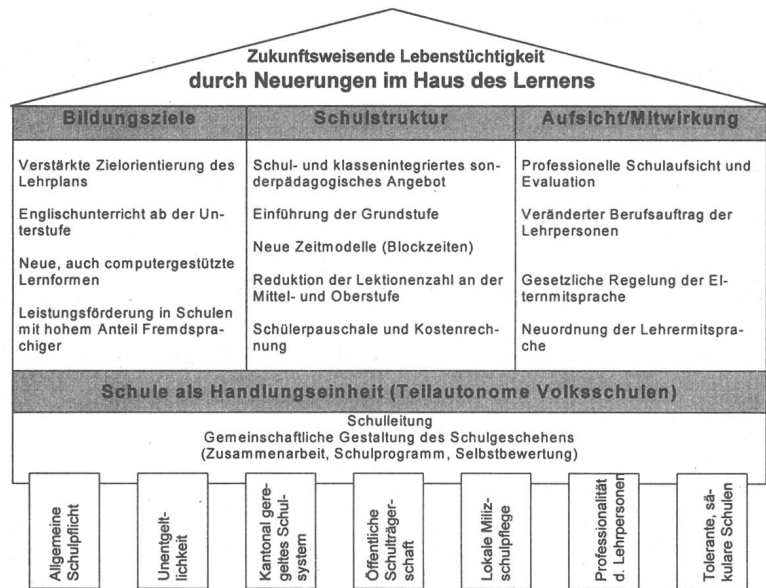 Zukunftsweisende Lebenstüchtigkeit
durch Neuerungen im Haus des Lernens
Bildungsziele
Verstärkte Zielorientierung des
Lehrplans
Englischunterricht ab der Un-
terstufe
Neue, auch computergestützte
Lernformen
Leistungsförderung in Schulen
mit hohem Anteil Fremdspra-
chiger
Schulstruktur
Schul- und klassenintegriertes son-
derpädagogisches Angebot
Einführung der Grundstufe
Neue Zeitmodelle (Blockzeiten)
Reduktion der Lektionenzahl an der
Mittel- und Oberstufe
Schülerpauschale und Kostenrech-
nung
Aufsicht/Mitwirkung
Professionelle Schulaufsicht und
Evaluation
Veränderter Berufsauftrag der
Lehrpersonen
Gesetzliche Regelung der El-
ternmitsprache
Neuordnung der Lehrermitspra-
che
Schule als Handlungseinheit (Teilautonome Volksschulen)
Schulleitung
Gemeinschaftliche Gestaltung des Schulgeschehens
(Zusammenarbeit, Schulprogramm, Selbstbewertung)
Allgemeine
Schulpflicht
Unentgelt-
lichkeit
Kantonal gere-
geltes Schul-
system
Öffentliche
Schulträger-
schaft
Lokale Miliz-
schulpflege
Professionalität
d. Lehrpersonen
Tolerante, sä-
kulare Schulen